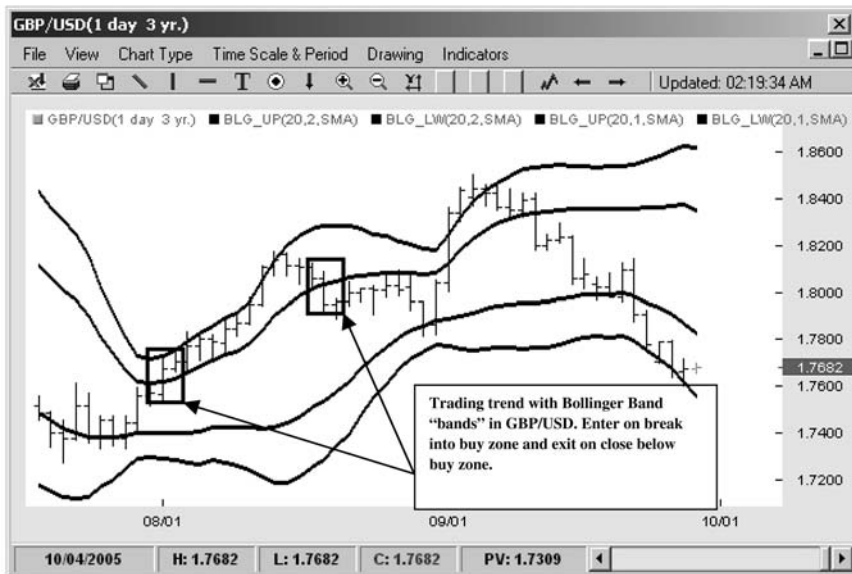 GBP/USD(1 day 3 yr.)
File View Chart Type Time Scale & Period Drawing Indicators
T Updated: 02:19:34 AM
GBP/USD(1 day 3 yr.) BLG_UP(20,2,SMA) BLG_LW(20,2,SMA) BLG_UP(20,1,SMA) BLG_LW(20,1,SMA)
1.8600
1.8400
1.8200
1.8000
1.7800
1.7682
1.7600
1.7400
1.7200
Trading trend with Bollinger Band
“bands” in GBP/USD. Enter on break
into buy zone and exit on close below
buy zone.
08/01 09/01 10/01
10/04/2005 H: 1.7682 L: 1.7682 C: 1.7682 PV: 1.7309